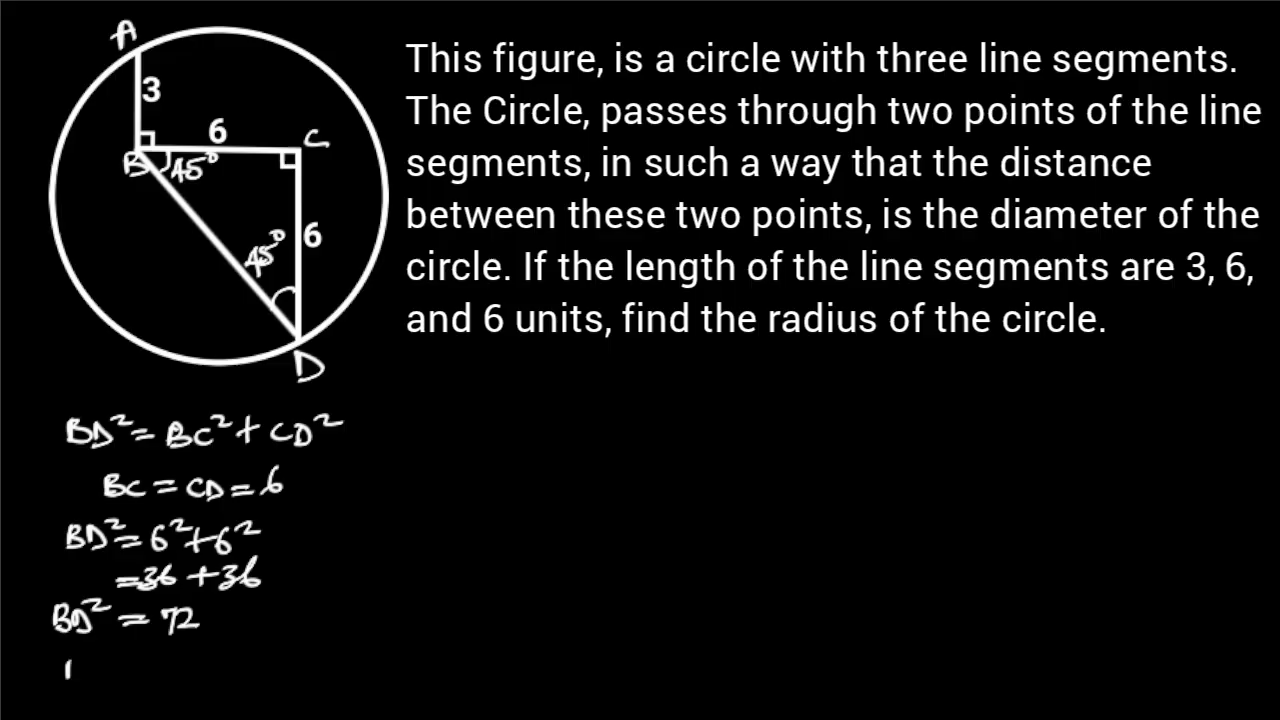 A
3
6
C
B
45°
45°
6
D
This figure, is a circle with three line segments.
The Circle, passes through two points of the line
segments, in such a way that the distance
between these two points, is the diameter of the
circle. If the length of the line segments are 3, 6,
and 6 units, find the radius of the circle.
BD² = BC² + CD²
BC = CD = 6
BD² = 6² + 6²
= 36 + 36
BD² = 72